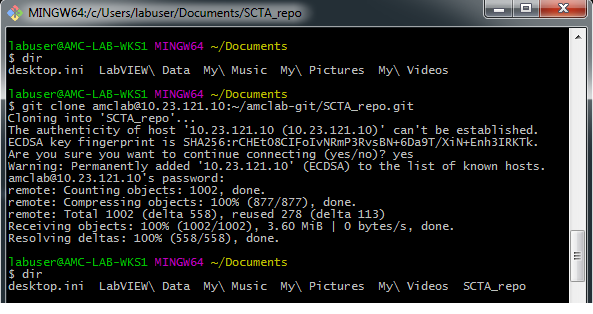 MINGW64:/c/Users/labuser/Documents/SCTA_repo
labuser@AMC-LAB-WKS1 MINGW64 ~/Documents
$ dir
desktop.ini  LabVIEW\ Data  My\ Music  My\ Pictures  My\ Videos
labuser@AMC-LAB-WKS1 MINGW64 ~/Documents
$ git clone amclab@10.23.121.10:~/amclab-git/SCTA_repo.git
Cloning into 'SCTA_repo'...
The authenticity of host '10.23.121.10 (10.23.121.10)' can't be established.
ECDSA key fingerprint is SHA256:rCHEtO8CIFoIvNRmP3RvsBN+6Da9T/XiN+Enh3IRKTk.
Are you sure you want to continue connecting (yes/no)? yes
Warning: Permanently added '10.23.121.10' (ECDSA) to the list of known hosts.
amclab@10.23.121.10's password:
remote: Counting objects: 1002, done.
remote: Compressing objects: 100% (877/877), done.
remote: Total 1002 (delta 558), reused 278 (delta 113)
Receiving objects: 100% (1002/1002), 3.60 MiB | 0 bytes/s, done.
Resolving deltas: 100% (558/558), done.
labuser@AMC-LAB-WKS1 MINGW64 ~/Documents
$ dir
desktop.ini  LabVIEW\ Data  My\ Music  My\ Pictures  My\ Videos  SCTA_repo